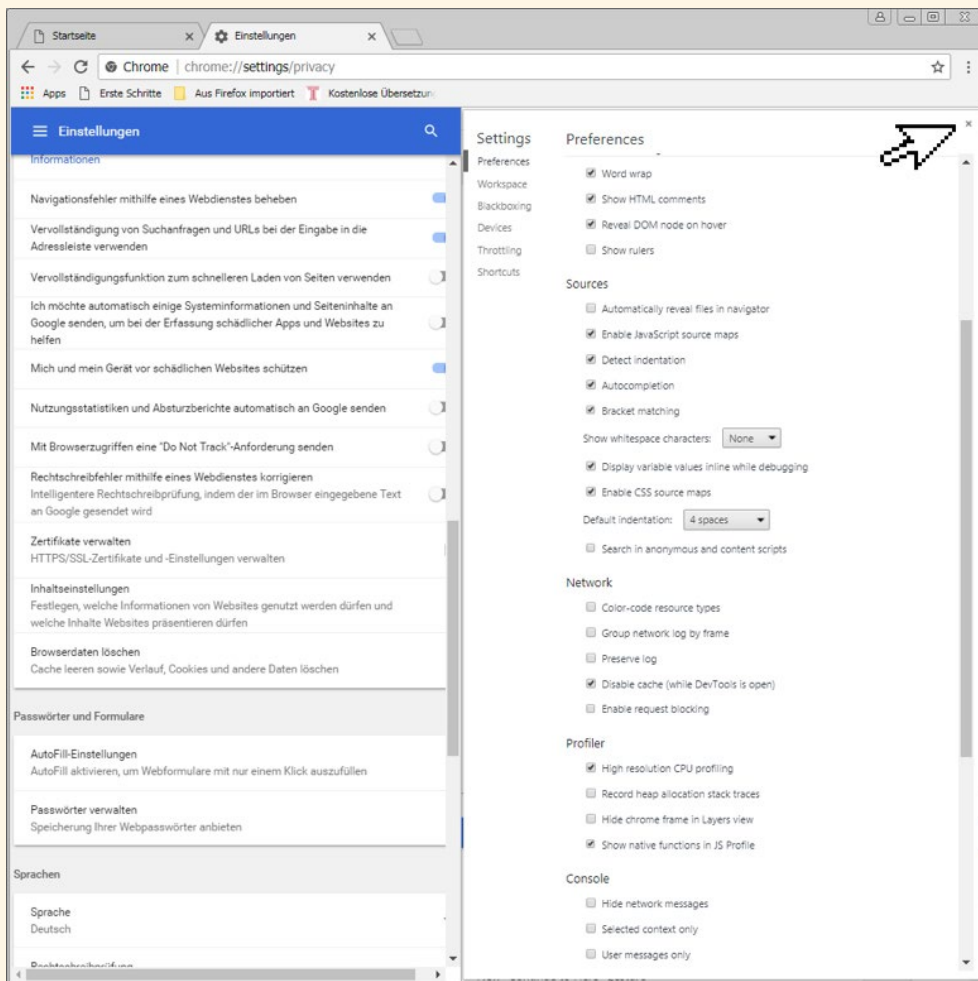 Startseite
Einstellungen
Chrome | chrome://settings/privacy
Apps Erste Schritte Aus Firefox importiert Kostenlose Übersetzun
Einstellungen
Informationen
Navigationsfehler mithilfe eines Webdienstes beheben
Vervollständigung von Suchanfragen und URLs bei der Eingabe in die
Adressleiste verwenden
Vervollständigungsfunktion zum schnelleren Laden von Seiten verwenden
Ich möchte automatisch einige Systeminformationen und Seiteninhalte an
Google senden, um bei der Erfassung schädlicher Apps und Websites zu
helfen
Mich und mein Gerät vor schädlichen Websites schützen
Nutzungsstatistiken und Absturzberichte automatisch an Google senden
Mit Browserzugriffen eine "Do Not Track"-Anforderung senden
Rechtschreibfehler mithilfe eines Webdienstes korrigieren
Intelligentere Rechtschreibprüfung, indem der im Browser eingegebene Text
an Google gesendet wird
Zertifikate verwalten
HTTPS/SSL-Zertifikate und -Einstellungen verwalten
Inhaltseinstellungen
Festlegen, welche Informationen von Websites genutzt werden dürfen und
welche Inhalte Websites präsentieren dürfen
Browserdaten löschen
Cache leeren sowie Verlauf, Cookies und andere Daten löschen
Passwörter und Formulare
AutoFill-Einstellungen
AutoFill aktivieren, um Webformulare mit nur einem Klick auszufüllen
Passwörter verwalten
Speicherung Ihrer Webpasswörter anbieten
Sprachen
Sprache
Deutsch
Rechtschreibprüfung
Settings
Preferences
Workspace
Blackboxing
Devices
Throttling
Shortcuts
Preferences
Word wrap
Show HTML comments
Reveal DOM node on hover
Show rulers
Sources
Automatically reveal files in navigator
Enable JavaScript source maps
Detect indentation
Autocompletion
Bracket matching
Show whitespace characters: None
Display variable values inline while debugging
Enable CSS source maps
Default indentation: 4 spaces
Search in anonymous and content scripts
Network
Color-code resource types
Group network log by frame
Preserve log
Disable cache (while DevTools is open)
Enable request blocking
Profiler
High resolution CPU profiling
Record heap allocation stack traces
Hide chrome frame in Layers view
Show native functions in JS Profile
Console
Hide network messages
Selected context only
User messages only